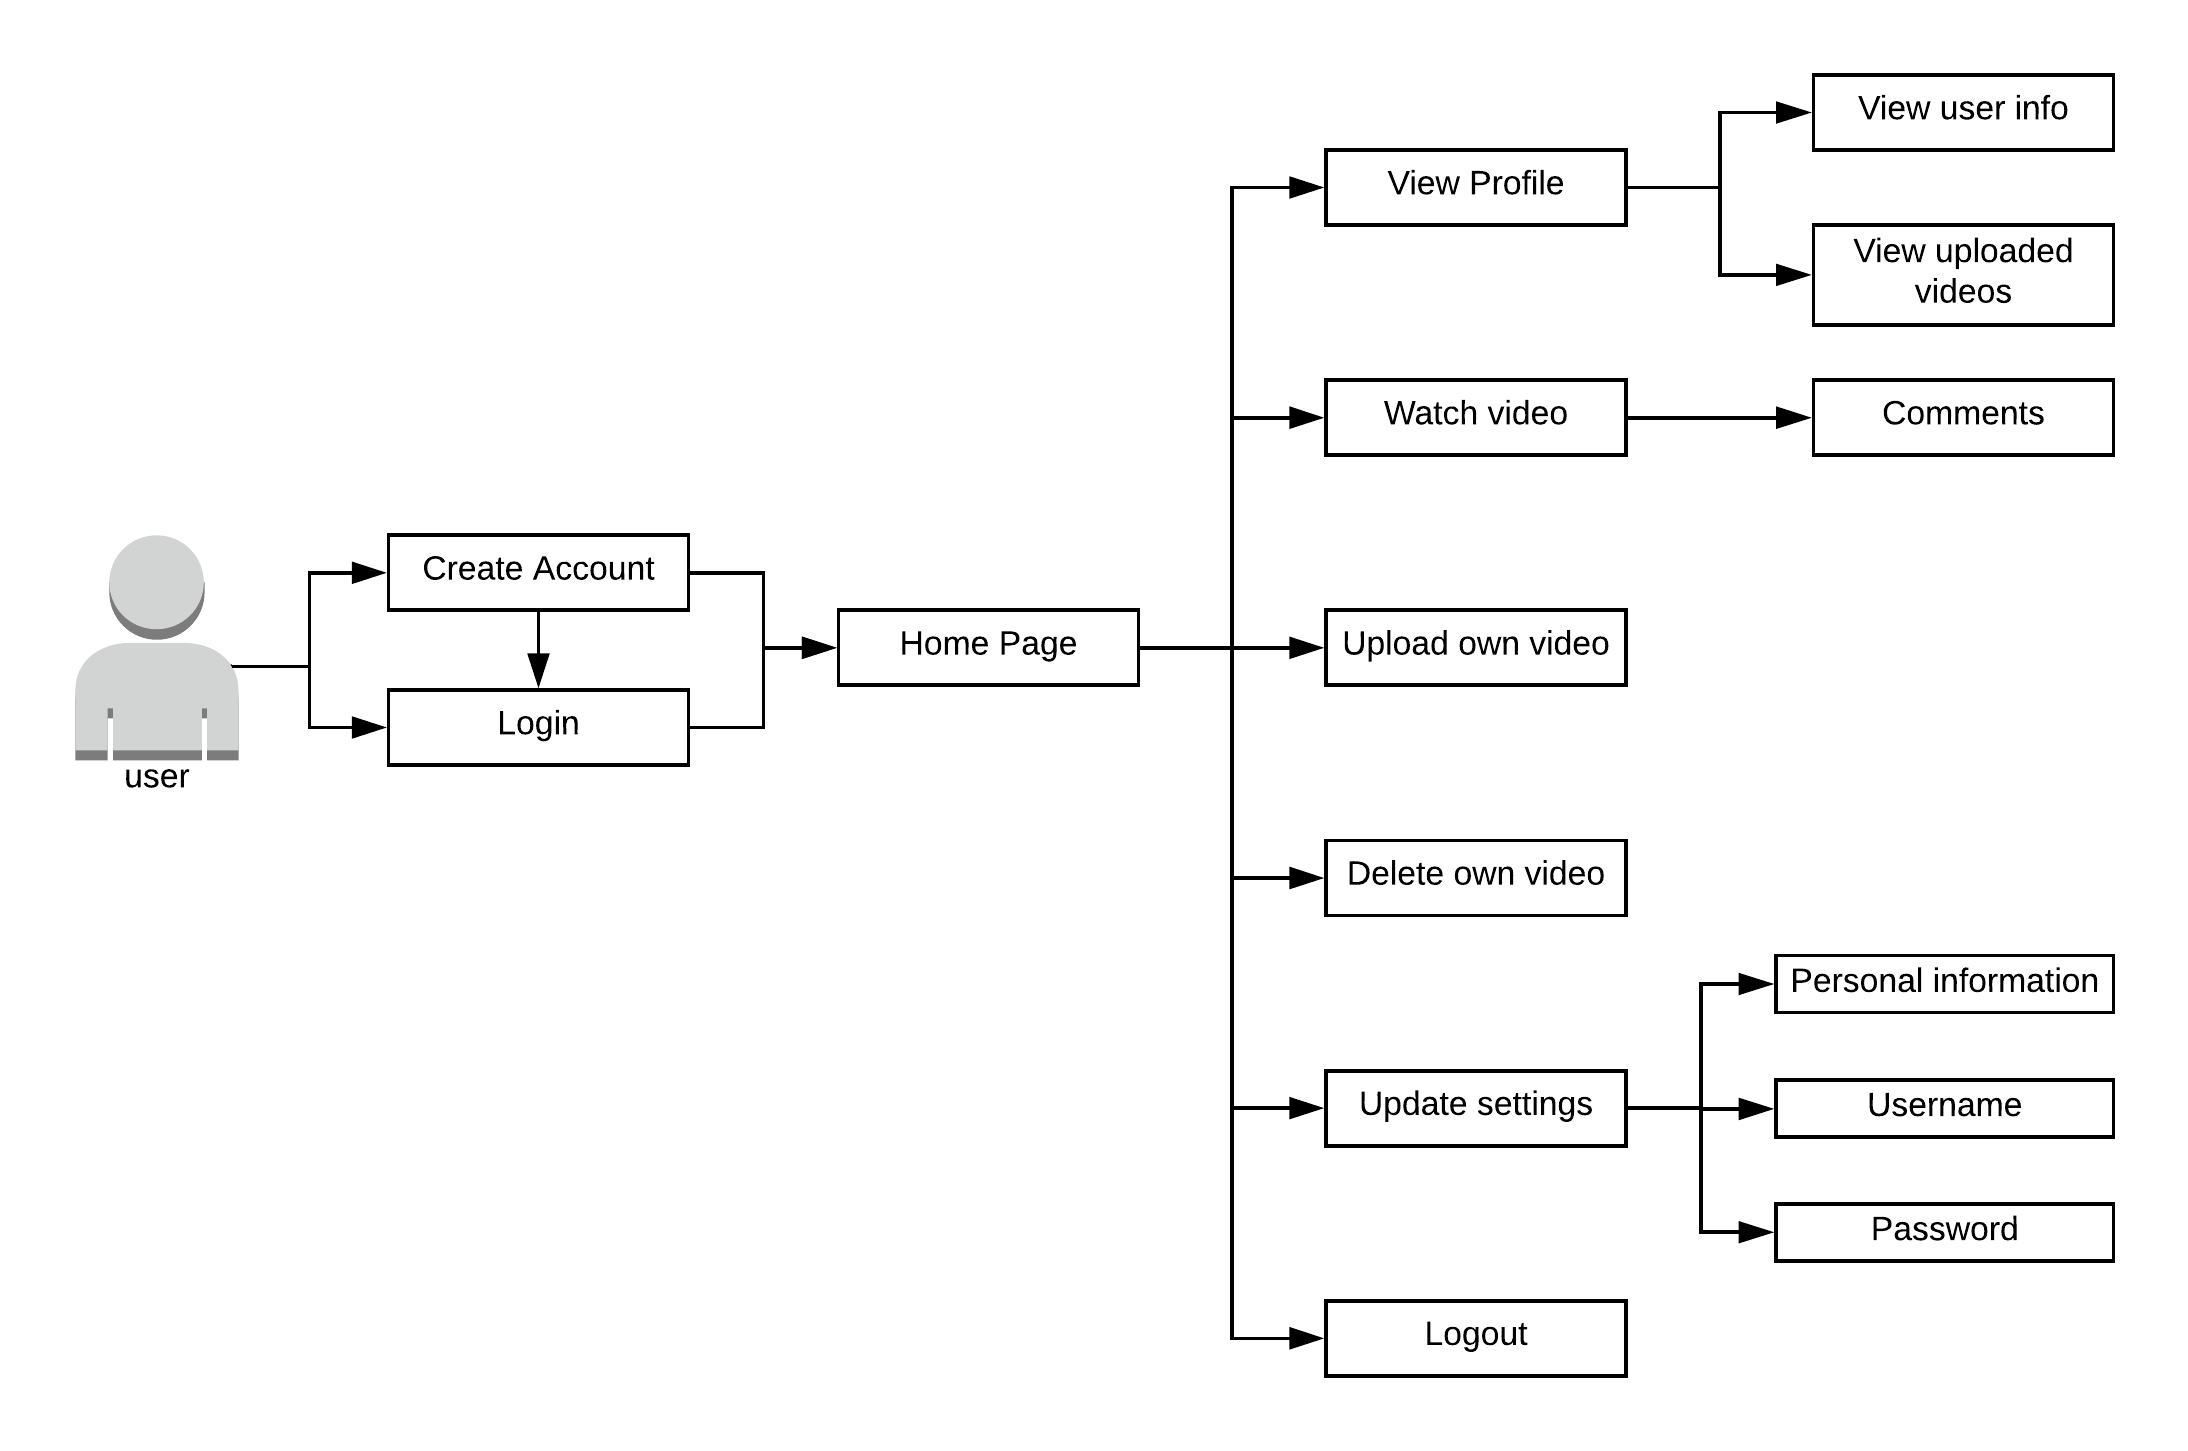 View user info
View Profile
View uploaded
videos
Watch video
Comments
Create Account
Home Page
Upload own video
Login
user
Delete own video
Personal information
Update settings
Username
Password
Logout